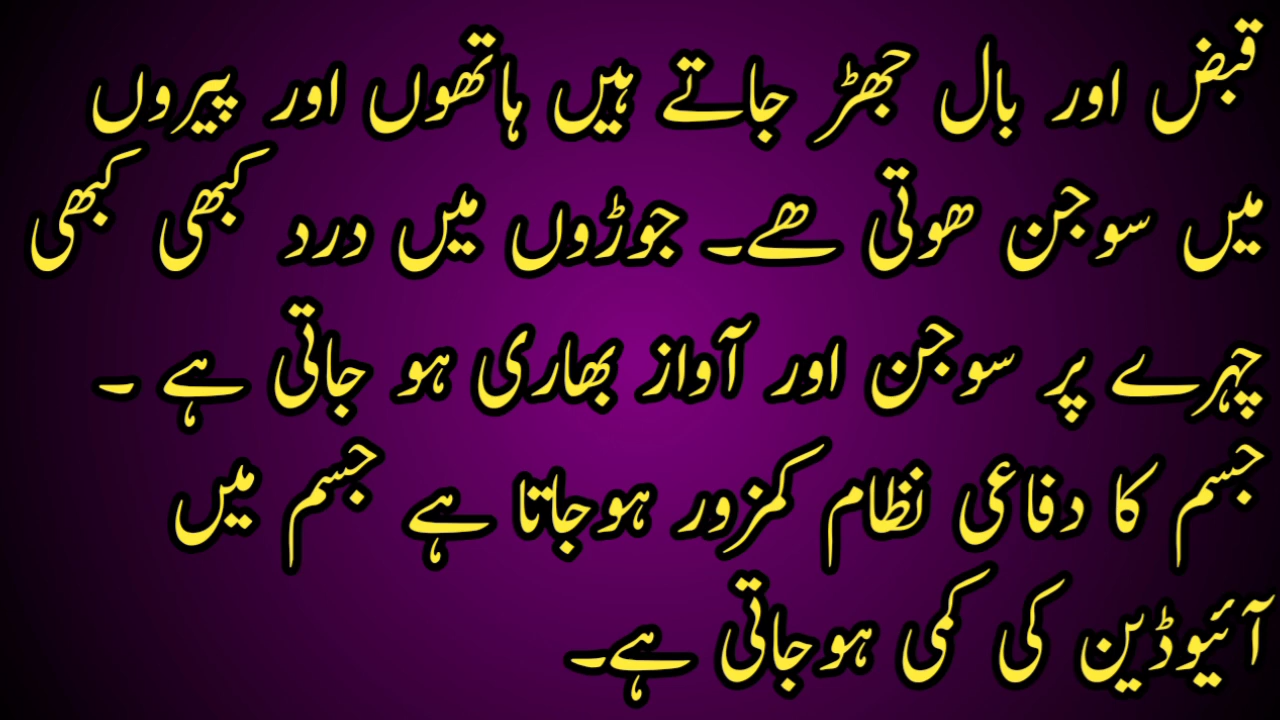 قبض اور بال جھڑ جاتے ہیں ہاتھوں اور پیروں
میں سوجن ھوتی ھے۔ جوڑوں میں درد کبھی کبھی
چہرے پر سوجن اور آواز بھاری ہو جاتی ہے ۔
جسم کا دفاعی نظام کمزور ہوجاتا ہے جسم میں
آئیوڈین کی کمی ہوجاتی ہے۔